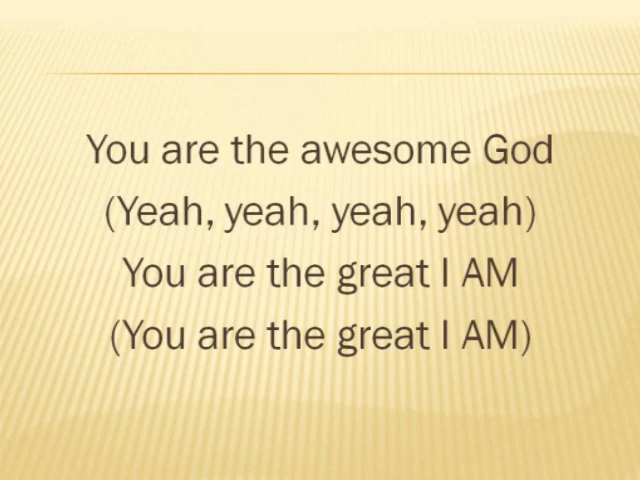 You are the awesome God
(Yeah, yeah, yeah, yeah)
You are the great I AM
(You are the great I AM)